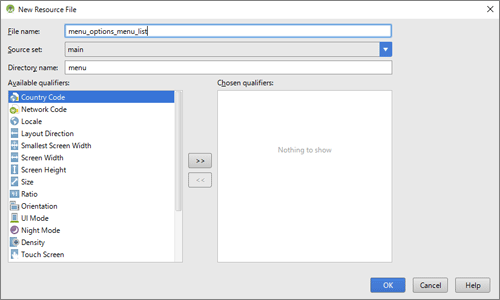 New Resource File
File name: menu_options_menu_list
Source set: main
Directory name: menu
Available qualifiers: Chosen qualifiers:
Country Code
Network Code
Locale
Layout Direction
Smallest Screen Width
Screen Width
Screen Height
Size
Ratio
Orientation
UI Mode
Night Mode
Density
Touch Screen
>>
<<
Nothing to show
OK Cancel Help